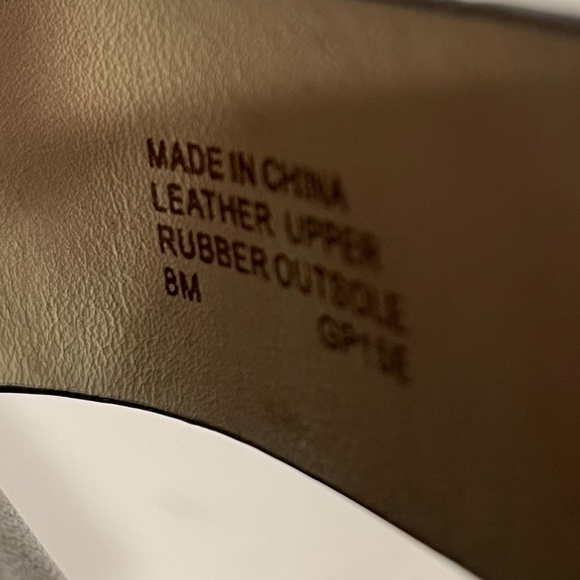 MADE IN CHINA
LEATHER UPPER
RUBBER OUTSOLE
8M